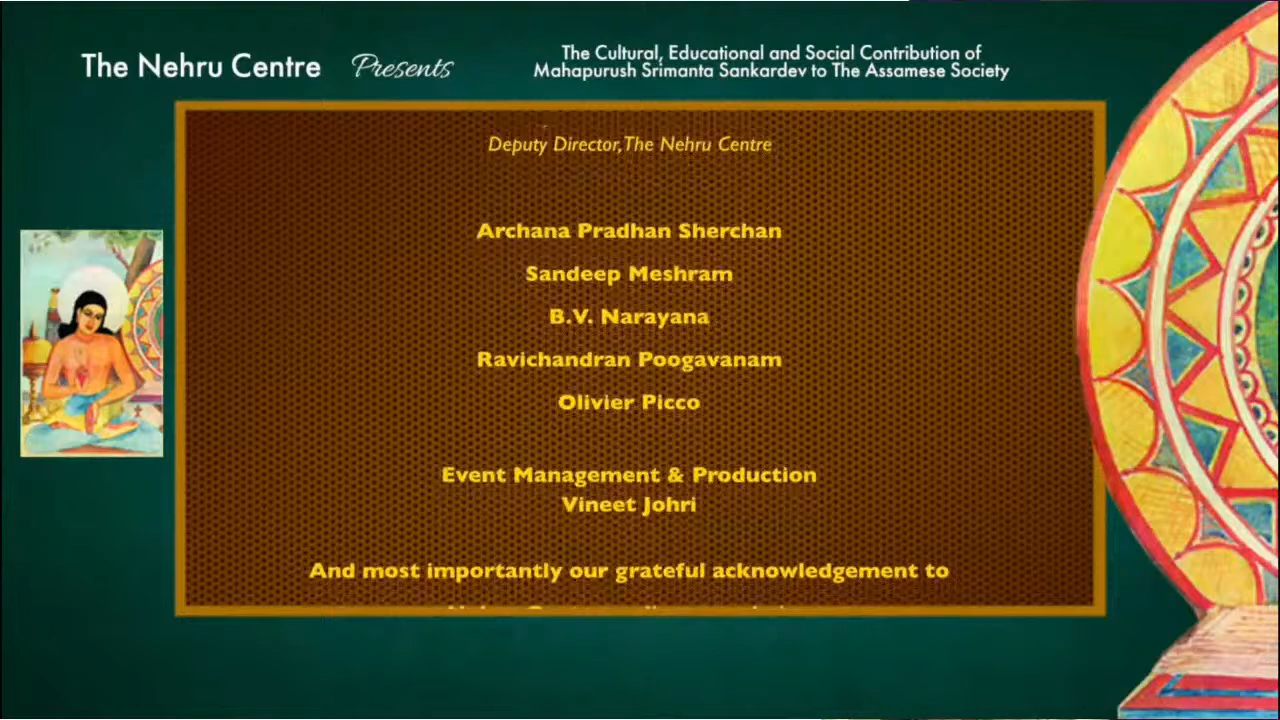 The Nehru Centre Presents
The Cultural, Educational and Social Contribution of
Mahapurush Srimanta Sankardev to The Assamese Society
Deputy Director,The Nehru Centre
Archana Pradhan Sherchan
Sandeep Meshram
B.V. Narayana
Ravichandran Poogavanam
Olivier Picco
Event Management & Production
Vineet Johri
And most importantly our grateful acknowledgement to